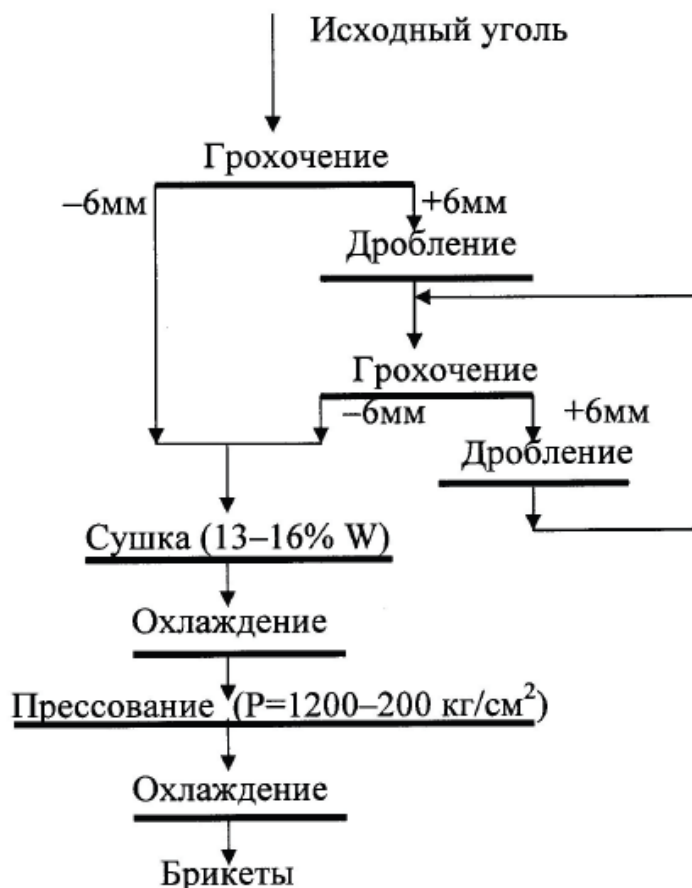 Исходный уголь
Грохочение
–6мм
+6мм
Дробление
Грохочение
–6мм
+6мм
Дробление
Сушка (13–16% W)
Охлаждение
Прессование (P=1200–200 кг/см²)
Охлаждение
Брикеты